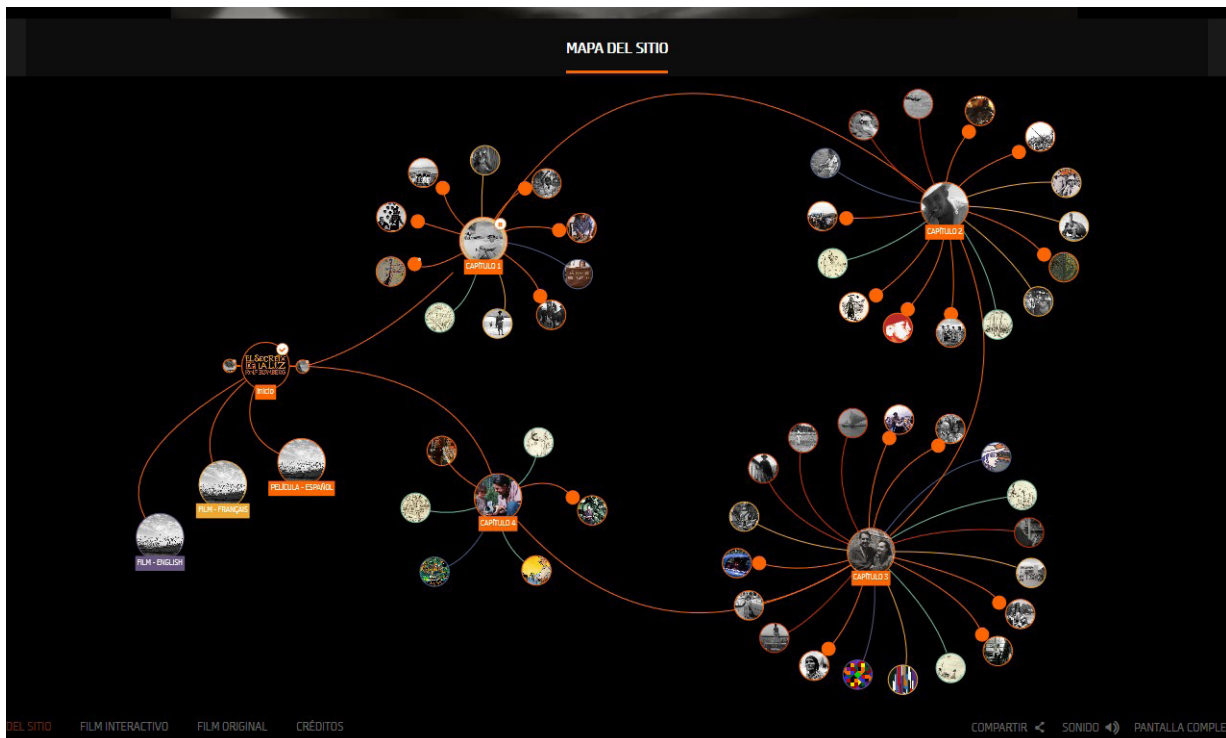 MAPA DEL SITIO
CAPÍTULO 1
CAPÍTULO 2
EL SECRETO
DE LA LUZ
Inicio
PELÍCULA - ESPAÑOL
FILM - FRANÇAIS
FILM - ENGLISH
CAPÍTULO 4
CAPÍTULO 3
DEL SITIO
FILM INTERACTIVO
FILM ORIGINAL
CRÉDITOS
COMPARTIR
SONIDO
PANTALLA COMPLE